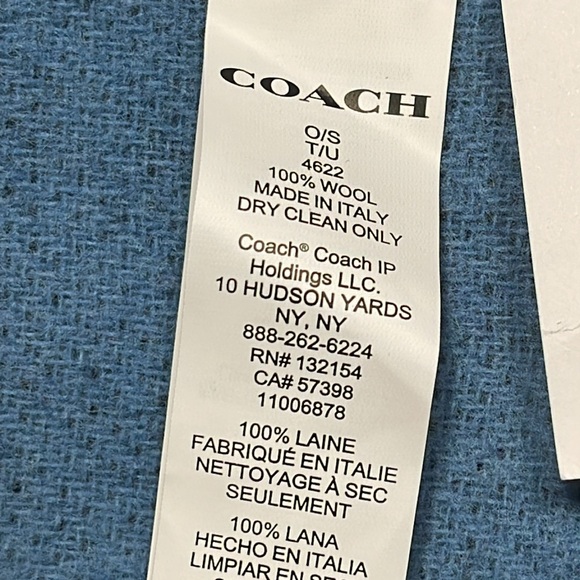 COACH
O/S
T/U
4622
100% WOOL
MADE IN ITALY
DRY CLEAN ONLY
Coach® Coach IP
Holdings LLC.
10 HUDSON YARDS
NY, NY
888-262-6224
RN# 132154
CA# 57398
11006878
100% LAINE
FABRIQUÉ EN ITALIE
NETTOYAGE À SEC
SEULEMENT
100% LANA
HECHO EN ITALIA
LIMPIAR EN